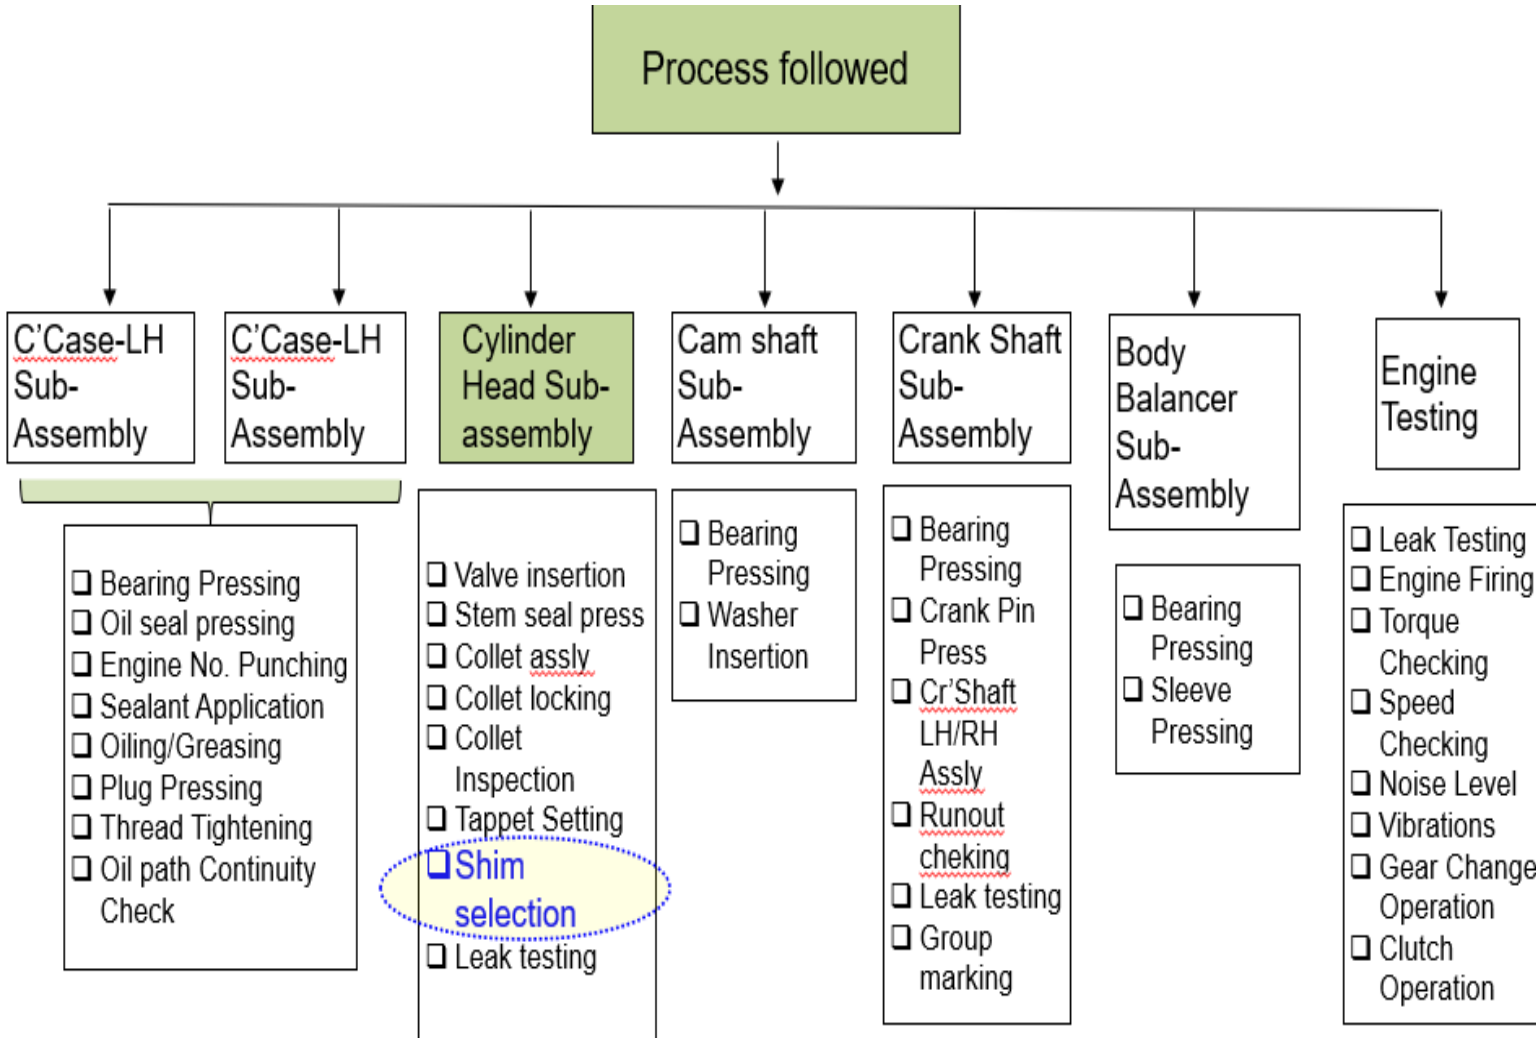 Process followed
C'Case-LH
Sub-
Assembly
C'Case-LH
Sub-
Assembly
Cylinder
Head Sub-
assembly
Cam shaft
Sub-
Assembly
Crank Shaft
Sub-
Assembly
Body
Balancer
Sub-
Assembly
Engine
Testing
❑ Bearing Pressing
❑ Oil seal pressing
❑ Engine No. Punching
❑ Sealant Application
❑ Oiling/Greasing
❑ Plug Pressing
❑ Thread Tightening
❑ Oil path Continuity
Check
❑ Valve insertion
❑ Stem seal press
❑ Collet assly
❑ Collet locking
❑ Collet
Inspection
❑ Tappet Setting
❑ Shim
selection
❑ Leak testing
❑ Bearing
Pressing
❑ Washer
Insertion
❑ Bearing
Pressing
❑ Crank Pin
Press
❑ Cr'Shaft
LH/RH
Assly
❑ Runout
cheking
❑ Leak testing
❑ Group
marking
❑ Bearing
Pressing
❑ Sleeve
Pressing
❑ Leak Testing
❑ Engine Firing
❑ Torque
Checking
❑ Speed
Checking
❑ Noise Level
❑ Vibrations
❑ Gear Change
Operation
❑ Clutch
Operation